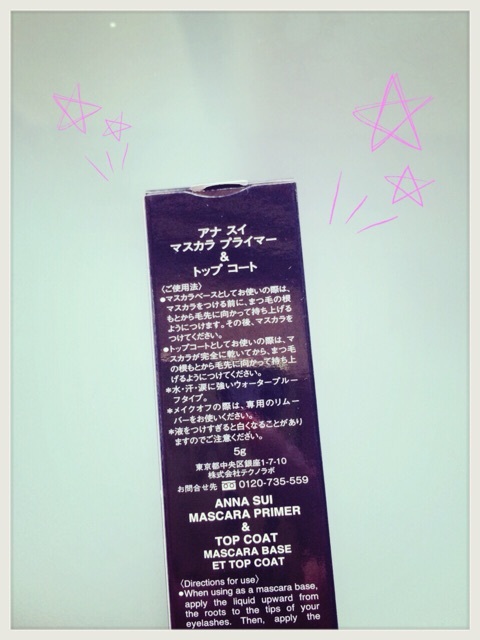 アナ スイ
マスカラ プライマー
&
トップ コート
〈ご使用法〉
●マスカラベースとしてお使いの際は、
マスカラをつける前に、まつ毛の根
もとから毛先に向かって持ち上げる
ようにつけます。その後、マスカラを
つけてください。
●トップコートとしてお使いの際は、マ
スカラが完全に乾いてから、まつ毛
の根もとから毛先に向かって持ち上
げるようにつけてください。
*水・汗・涙に強いウォータープルー
フタイプ。
*メイクオフの際は、専用のリムー
バーをお使いください。
*液をつけすぎると白くなることがあり
ますのでご注意ください。
5g
東京都中央区銀座1-7-10
株式会社テクノラボ
お問合せ先 0120-735-559
ANNA SUI
MASCARA PRIMER
&
TOP COAT
MASCARA BASE
ET TOP COAT
〈Directions for use〉
●When using as a mascara base,
apply the liquid upward from
the roots to the tips of your
eyelashes. Then, apply the